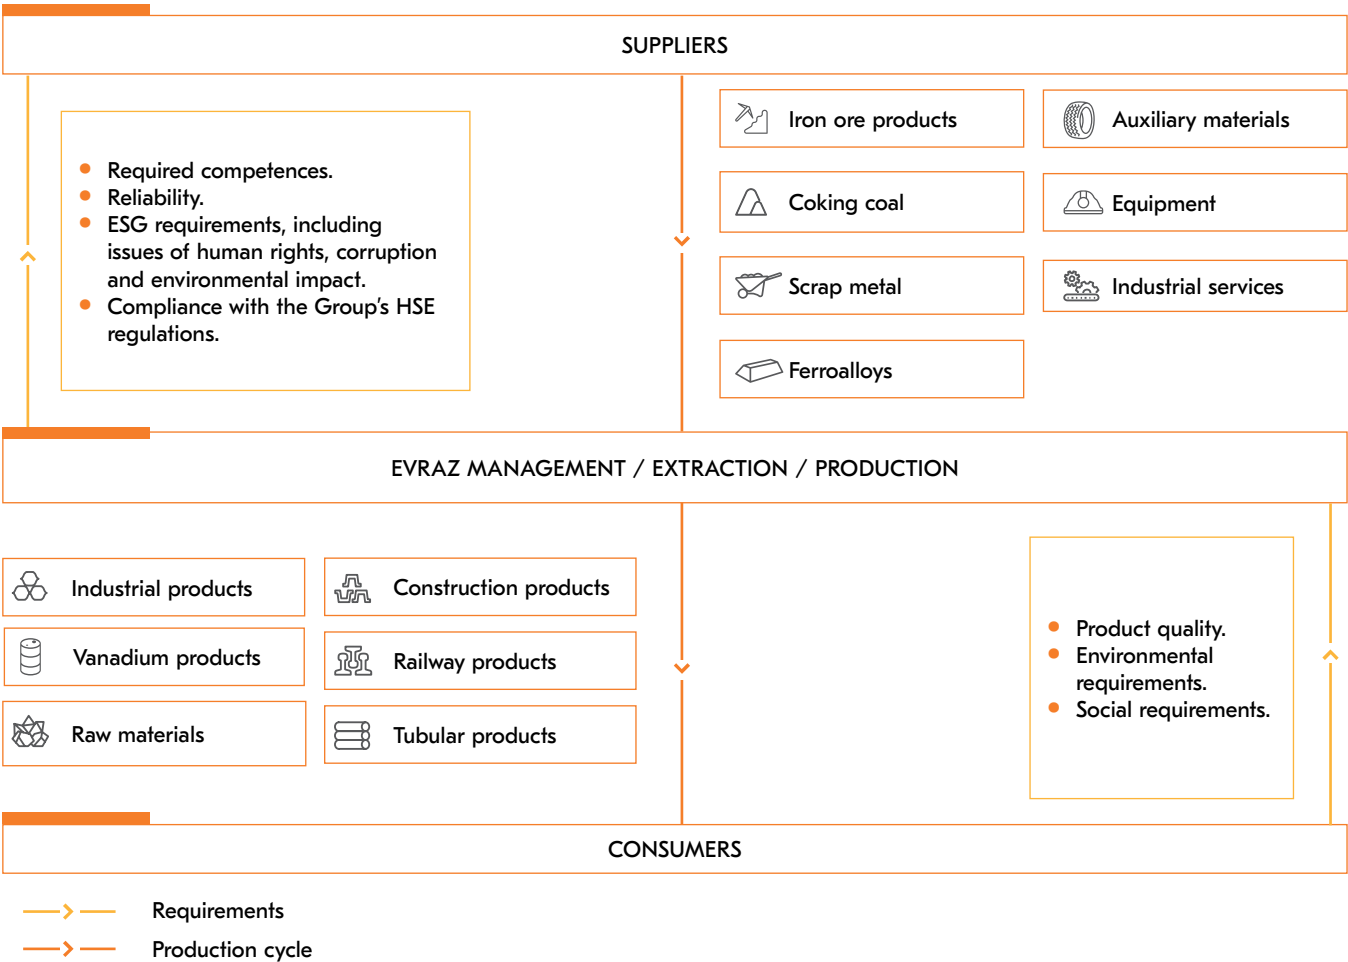 SUPPLIERS
Required competences.
Reliability.
ESG requirements, including
issues of human rights, corruption
and environmental impact.
Compliance with the Group's HSE
regulations.
Iron ore products
Auxiliary materials
Coking coal
Equipment
Scrap metal
Industrial services
Ferroalloys
EVRAZ MANAGEMENT / EXTRACTION / PRODUCTION
Industrial products
Construction products
Vanadium products
Railway products
Raw materials
Tubular products
Product quality.
Environmental
requirements.
Social requirements.
CONSUMERS
Requirements
Production cycle